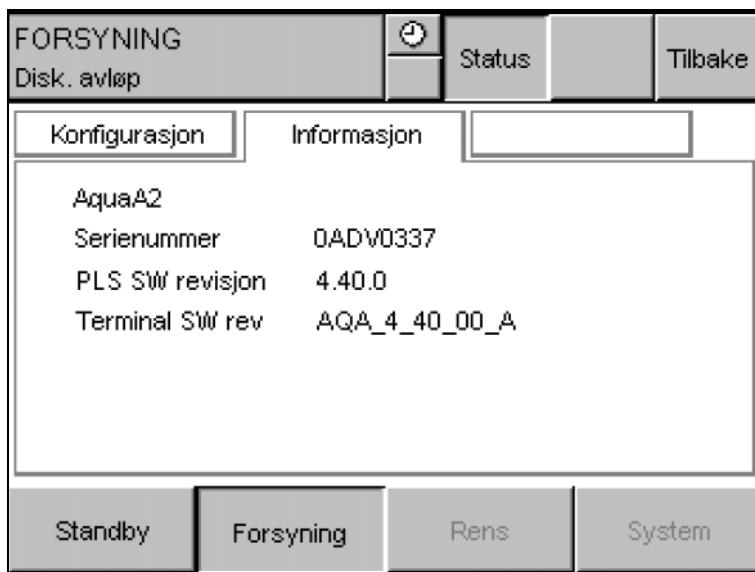 FORSYNING
Disk. avløp
Status
Tilbake
Konfigurasjon
Informasjon
AquaA2
Serienummer 0ADV0337
PLS SW revisjon 4.40.0
Terminal SW rev AQA_4_40_00_A
Standby
Forsyning
Rens
System